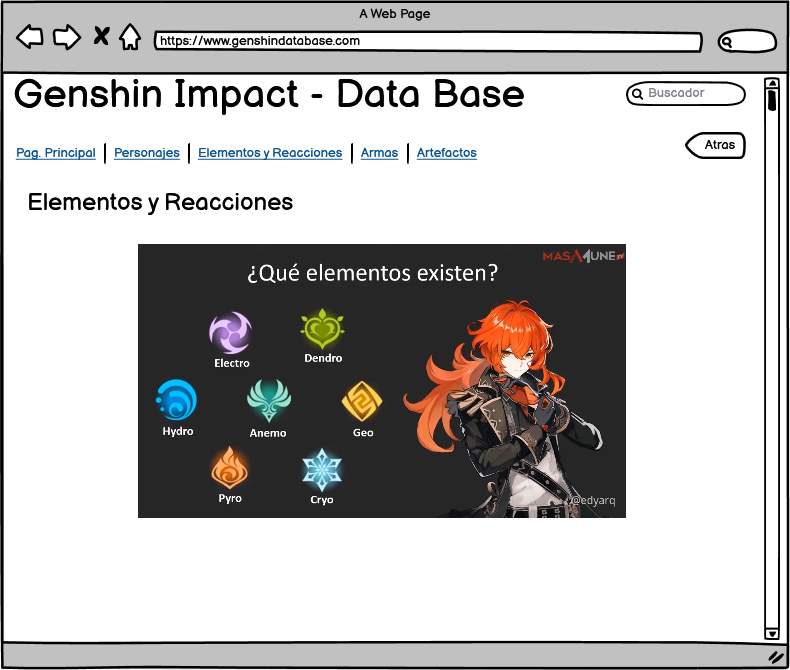 A Web Page
https://www.genshindatabase.com
Genshin Impact - Data Base
Buscador
Pag. Principal
Personajes
Elementos y Reacciones
Armas
Artefactos
Atras
Elementos y Reacciones
MASAMUNE TV
¿Qué elementos existen?
Electro
Dendro
Hydro
Anemo
Geo
Pyro
Cryo
@edyarq